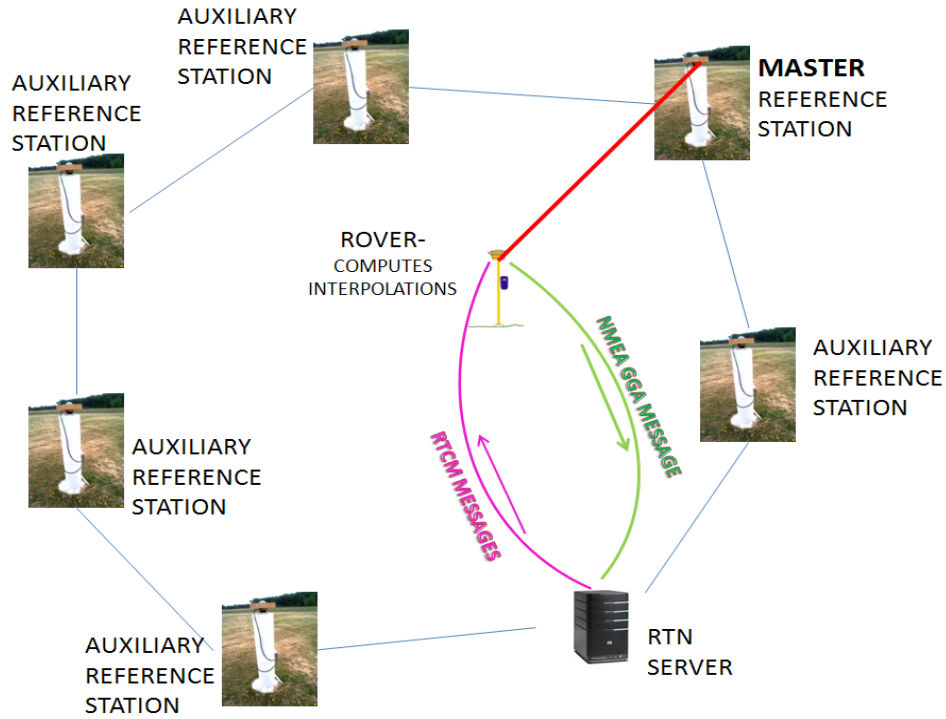 AUXILIARY
REFERENCE
STATION
AUXILIARY
REFERENCE
STATION
MASTER
REFERENCE
STATION
ROVER-
COMPUTES
INTERPOLATIONS
NMEA GGA MESSAGE
RTCM MESSAGES
AUXILIARY
REFERENCE
STATION
AUXILIARY
REFERENCE
STATION
RTN
SERVER
AUXILIARY
REFERENCE
STATION